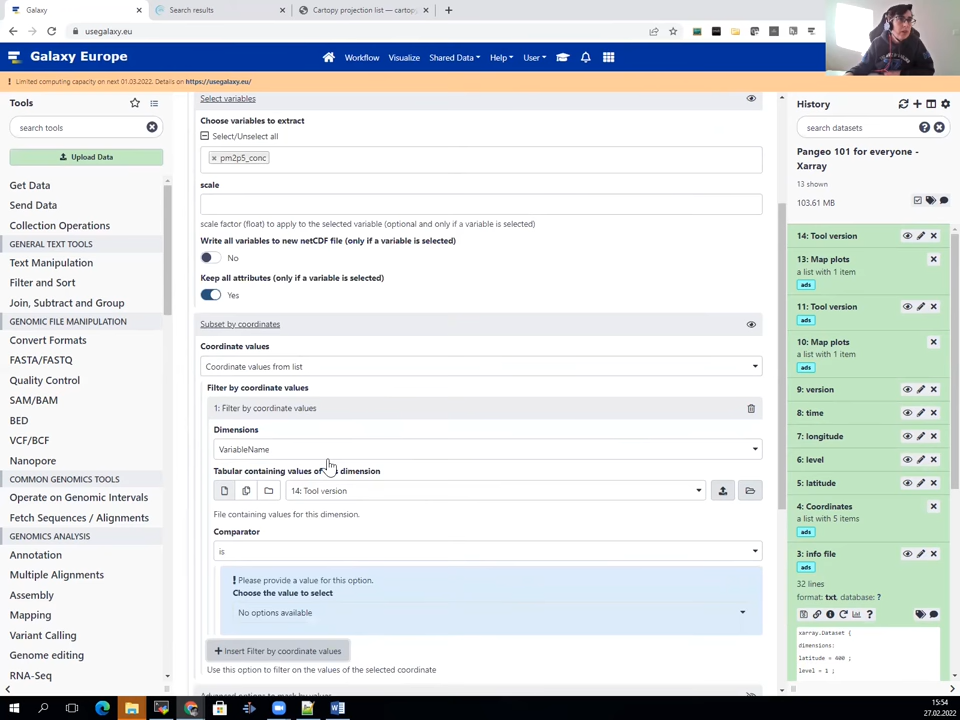 Galaxy
Search results
Cartopy projection list — cartopy
usegalaxy.eu
Galaxy Europe
Workflow
Visualize
Shared Data
Help
User
Limited computing capacity on next 01.03.2022. Details on https://usegalaxy.eu/
Tools
search tools
Upload Data
Get Data
Send Data
Collection Operations
GENERAL TEXT TOOLS
Text Manipulation
Filter and Sort
Join, Subtract and Group
GENOMIC FILE MANIPULATION
Convert Formats
FASTA/FASTQ
Quality Control
SAM/BAM
BED
VCF/BCF
Nanopore
COMMON GENOMICS TOOLS
Operate on Genomic Intervals
Fetch Sequences / Alignments
GENOMICS ANALYSIS
Annotation
Multiple Alignments
Assembly
Mapping
Variant Calling
Genome editing
RNA-Seq
Select variables
Choose variables to extract
Select/Unselect all
× pm2p5_conc
scale
scale factor (float) to apply to the selected variable (optional and only if a variable is selected)
Write all variables to new netCDF file (only if a variable is selected)
No
Keep all attributes (only if a variable is selected)
Yes
Subset by coordinates
Coordinate values
Coordinate values from list
Filter by coordinate values
1: Filter by coordinate values
Dimensions
VariableName
Tabular containing values of dimension
14: Tool version
File containing values for this dimension.
Comparator
is
Please provide a value for this option.
Choose the value to select
No options available
Insert Filter by coordinate values
Use this option to filter on the values of the selected coordinate
Advanced options to mask by values
History
search datasets
Pangeo 101 for everyone -
Xarray
13 shown
103.61 MB
14: Tool version
13: Map plots
a list with 1 item
ads
11: Tool version
ads
10: Map plots
a list with 1 item
ads
9: version
8: time
7: longitude
6: level
5: latitude
4: Coordinates
a list with 5 items
ads
3: info file
ads
32 lines
format: txt, database: ?
xarray.Dataset {
dimensions:
latitude = 400 ;
level = 1 ;
15:54
27.02.2022